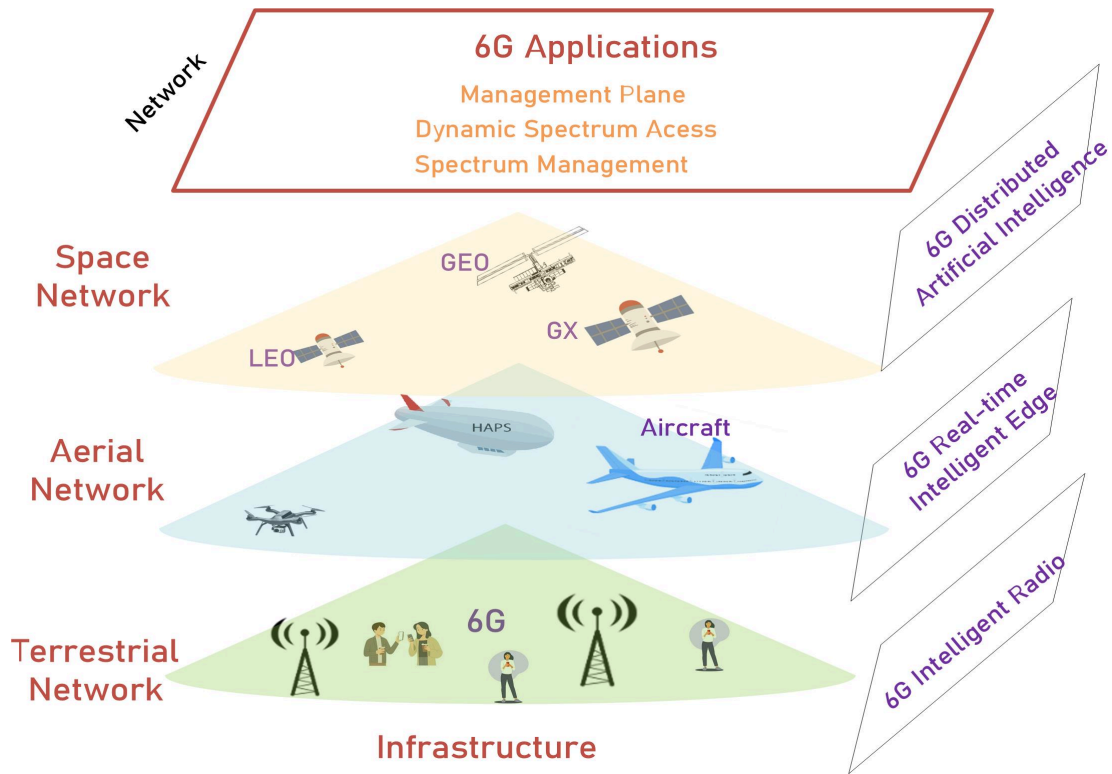 Network
6G Applications
Management Plane
Dynamic Spectrum Acess
Spectrum Management
6G Distributed
Artificial Intelligence
Space
Network
GEO
GX
LEO
6G Real-time
Intelligent Edge
Aerial
Network
HAPS
Aircraft
6G Intelligent Radio
Terrestrial
Network
6G
Infrastructure